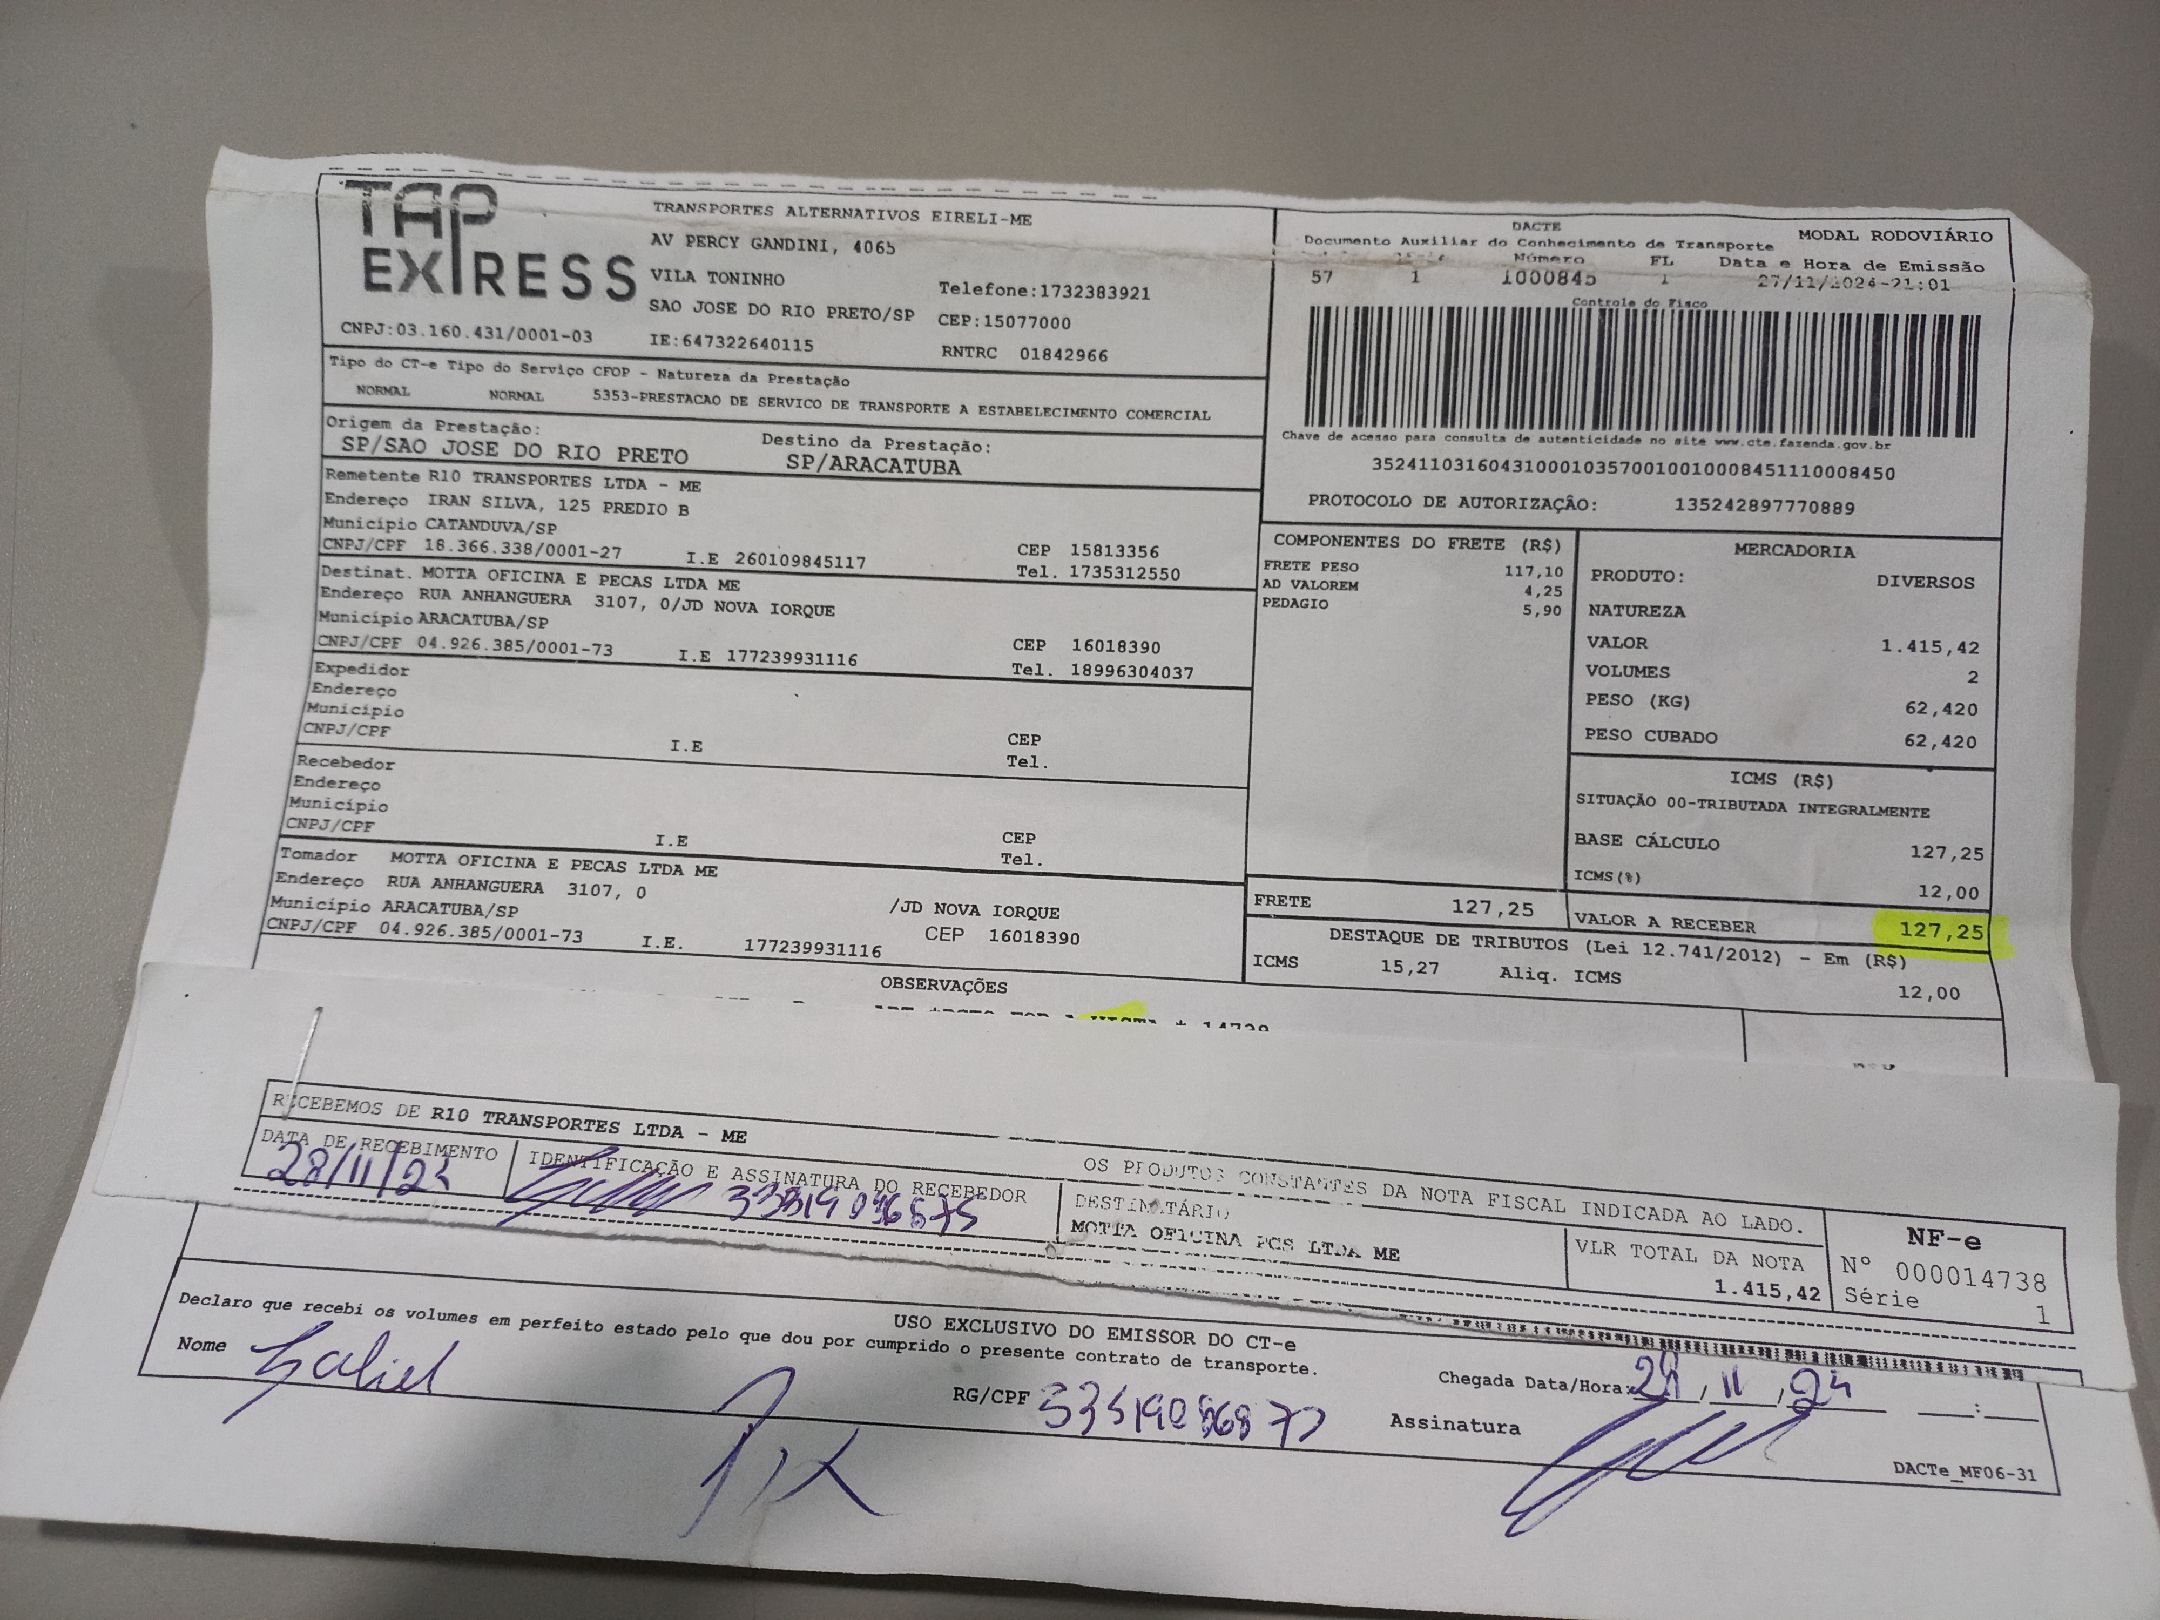 TAP EXPRESS
TRANSPORTES ALTERNATIVOS EIRELI-ME
AV PERCY GANDINI, 4065
VILA TONINHO
Telefone:1732383921
SAO JOSE DO RIO PRETO/SP CEP:15077000
CNPJ:03.160.431/0001-03 IE:647322640115 RNTRC 01842966
DACTE MODAL RODOVIÁRIO
Documento Auxiliar do Conhecimento de Transporte
Número FL Data e Hora de Emissão
57 1 1000845 1 27/11/2024-21:01
Controle do Fisco
Chave de acesso para consulta de autenticidade no site www.cte.fazenda.gov.br
35241103160431000103570010010008451110008450
PROTOCOLO DE AUTORIZAÇÃO: 135242897770889
Tipo do CT-e Tipo do Serviço CFOP - Natureza da Prestação
NORMAL NORMAL 5353-PRESTACAO DE SERVICO DE TRANSPORTE A ESTABELECIMENTO COMERCIAL
Origem da Prestação: Destino da Prestação:
SP/SAO JOSE DO RIO PRETO SP/ARACATUBA
Remetente R10 TRANSPORTES LTDA - ME
Endereço IRAN SILVA, 125 PREDIO B
Município CATANDUVA/SP CEP 15813356
CNPJ/CPF 18.366.338/0001-27 I.E 260109845117 Tel. 1735312550
Destinat. MOTTA OFICINA E PECAS LTDA ME
Endereço RUA ANHANGUERA 3107, 0/JD NOVA IORQUE
Município ARACATUBA/SP CEP 16018390
CNPJ/CPF 04.926.385/0001-73 I.E 177239931116 Tel. 18996304037
Expedidor
Endereço
Município CEP
CNPJ/CPF I.E Tel.
Recebedor
Endereço
Município CEP
CNPJ/CPF I.E Tel.
Tomador MOTTA OFICINA E PECAS LTDA ME
Endereço RUA ANHANGUERA 3107, 0 /JD NOVA IORQUE
Município ARACATUBA/SP CEP 16018390
CNPJ/CPF 04.926.385/0001-73 I.E. 177239931116
COMPONENTES DO FRETE (R$)
FRETE PESO 117,10
AD VALOREM 4,25
PEDAGIO 5,90
MERCADORIA
PRODUTO: DIVERSOS
NATUREZA
VALOR 1.415,42
VOLUMES 2
PESO (KG) 62,420
PESO CUBADO 62,420
ICMS (R$)
SITUAÇÃO 00-TRIBUTADA INTEGRALMENTE
BASE CÁLCULO 127,25
ICMS(%) 12,00
FRETE 127,25 VALOR A RECEBER 127,25
DESTAQUE DE TRIBUTOS (Lei 12.741/2012) - Em (R$)
ICMS 15,27 Aliq. ICMS 12,00
OBSERVAÇÕES
RECEBEMOS DE R10 TRANSPORTES LTDA - ME OS PRODUTOS CONSTANTES DA NOTA FISCAL INDICADA AO LADO.
DATA DE RECEBIMENTO IDENTIFICAÇÃO E ASSINATURA DO RECEBEDOR
28/11/24
DESTINATÁRIO
MOTTA OFICINA PCS LTDA ME
VLR TOTAL DA NOTA
1.415,42
NF-e
Nº 000014738
Série 1
USO EXCLUSIVO DO EMISSOR DO CT-e
Declaro que recebi os volumes em perfeito estado pelo que dou por cumprido o presente contrato de transporte.
Nome RG/CPF
Chegada Data/Hora: 28/11/24 :
Assinatura
Pix
DACTe_MF06-31